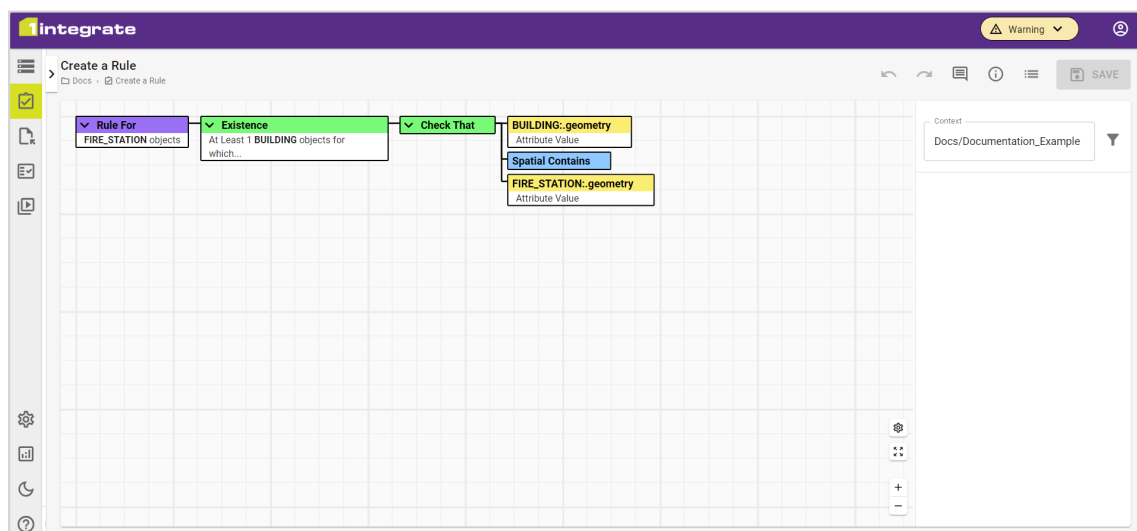 1integrate
Warning
Create a Rule
Docs › Create a Rule
SAVE
Rule For
FIRE_STATION objects
Existence
At Least 1 BUILDING objects for
which...
Check That
BUILDING:.geometry
Attribute Value
Spatial Contains
FIRE_STATION:.geometry
Attribute Value
Context
Docs/Documentation_Example